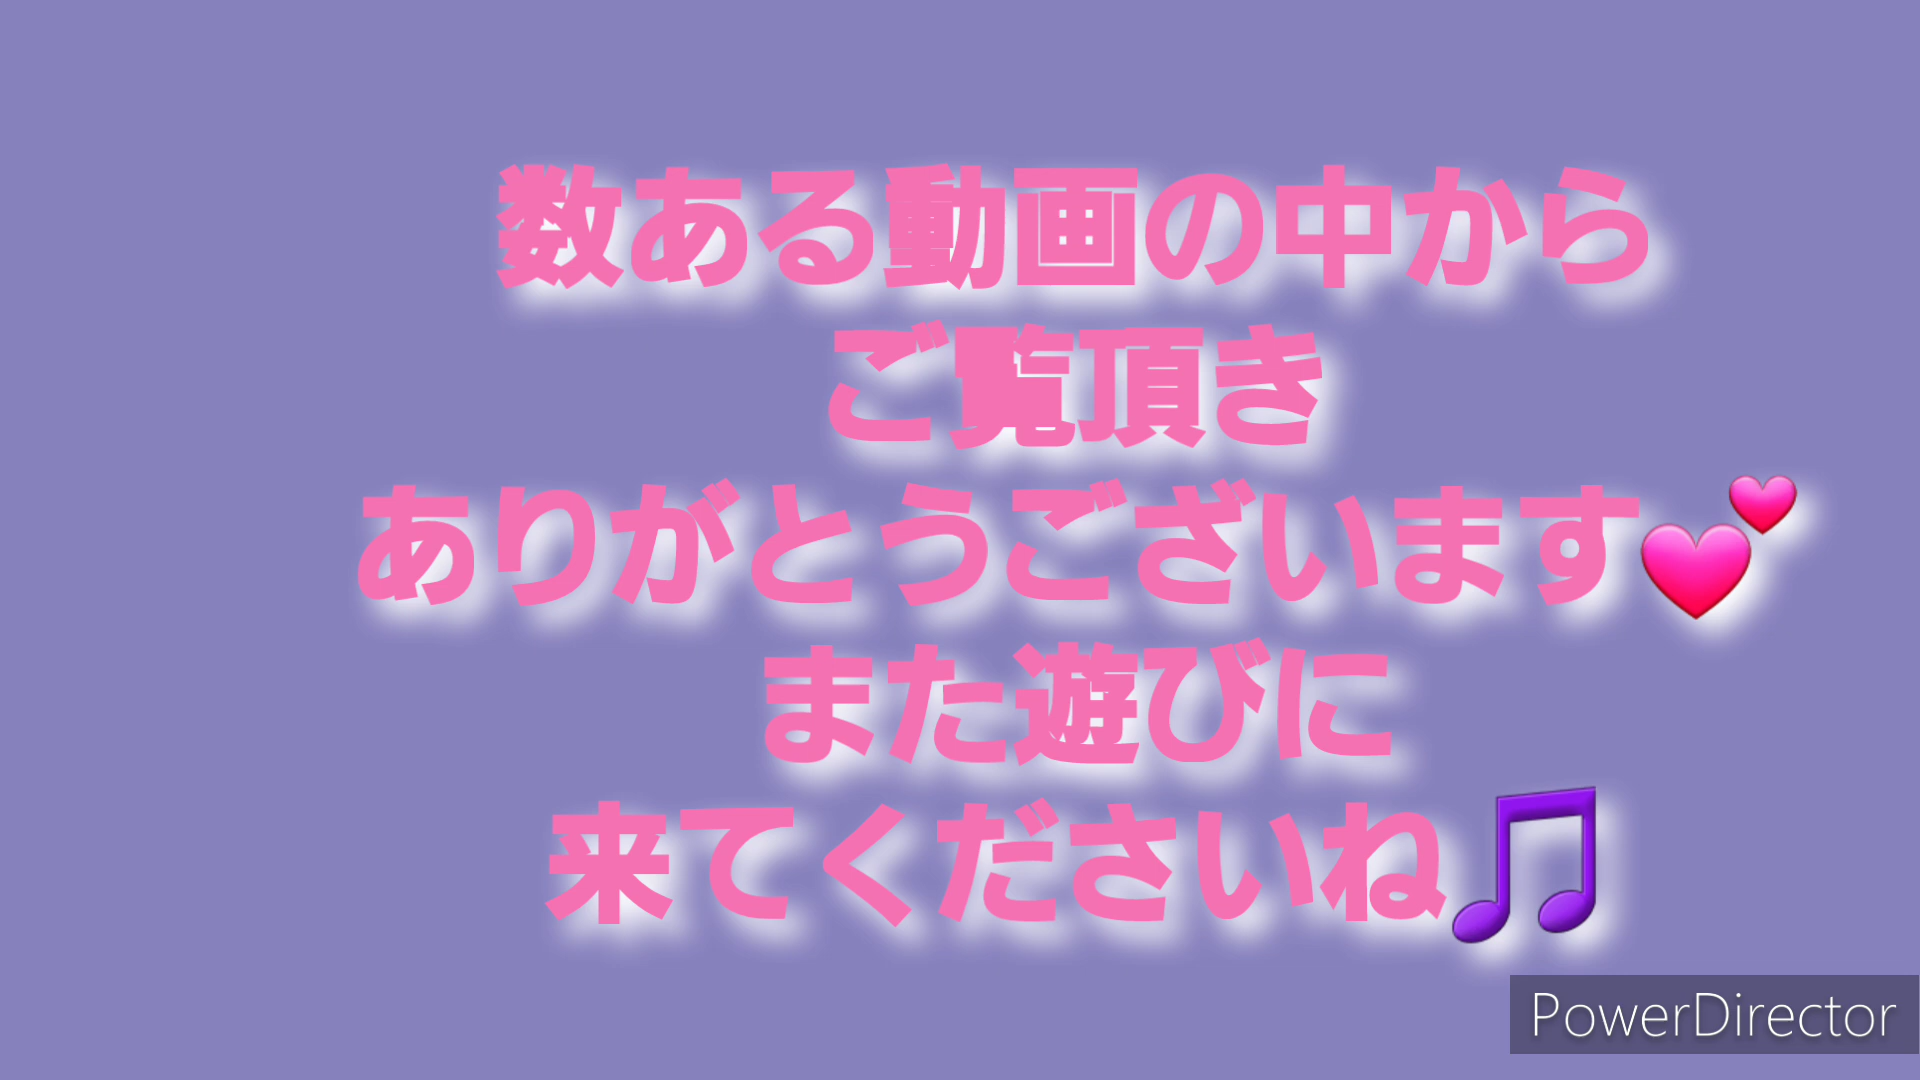 数ある動画の中から
ご覧頂き
ありがとうございます💕
また遊びに
来てくださいね🎵
PowerDirector